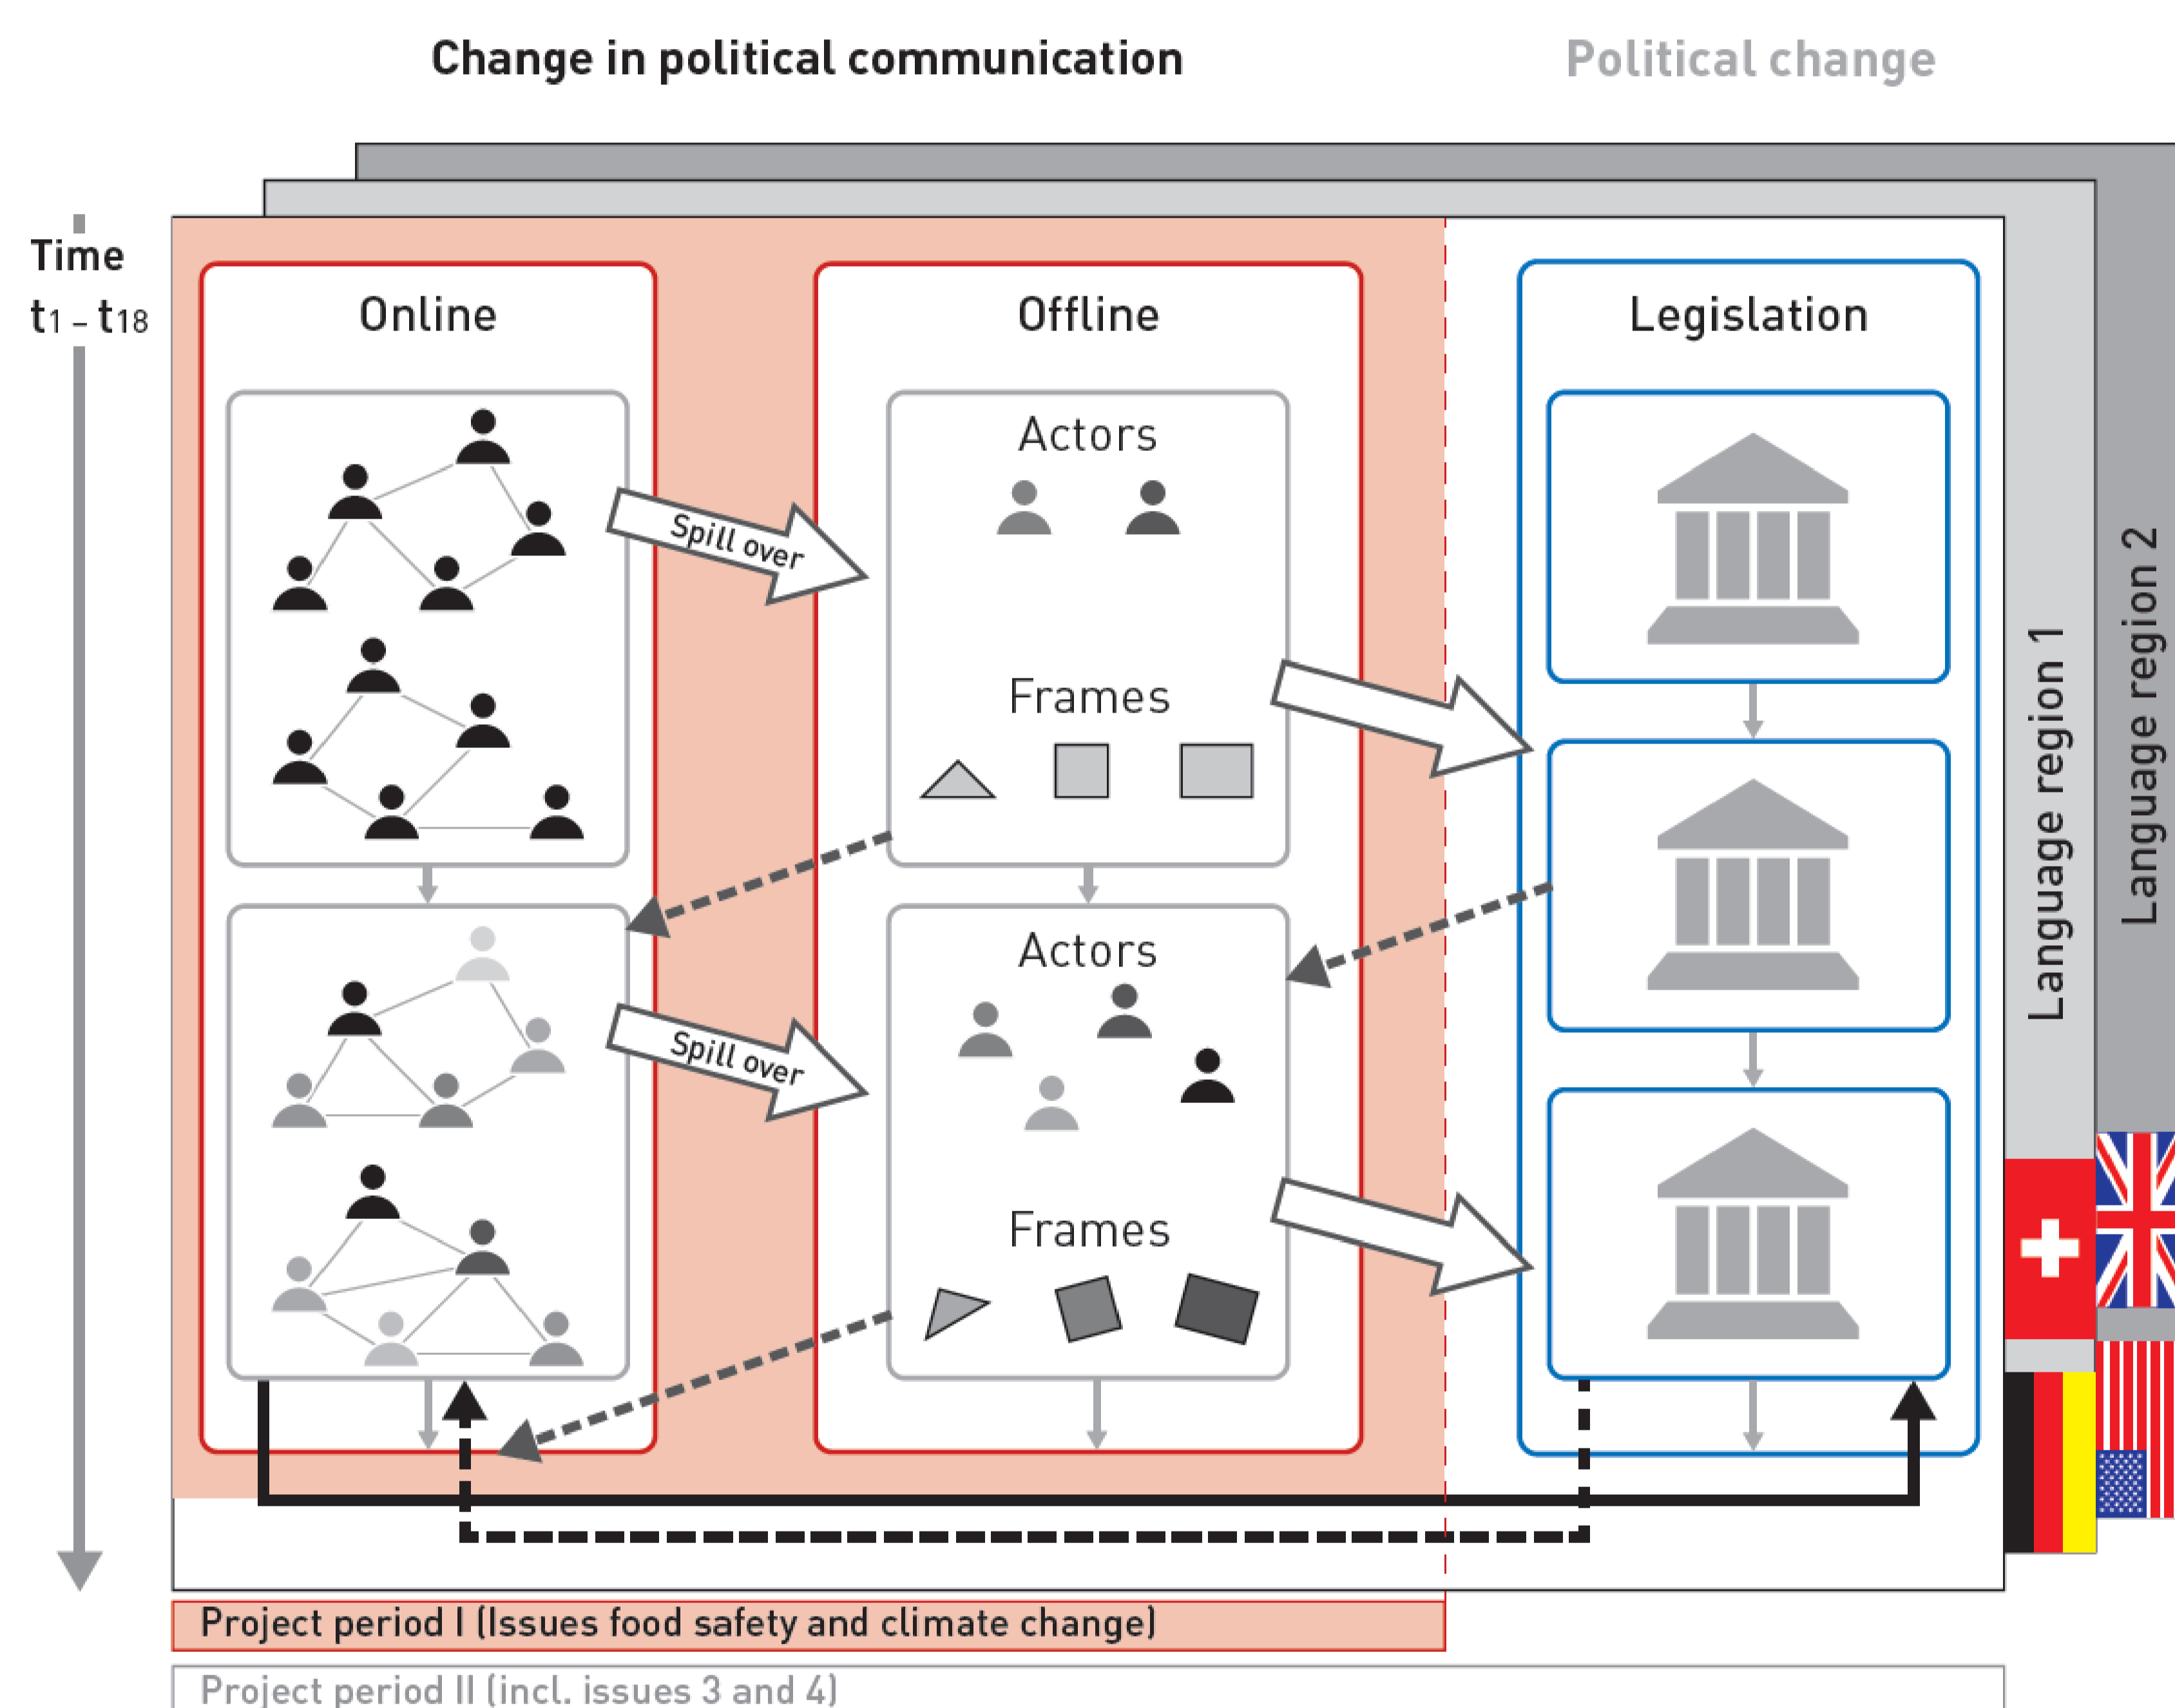 Change in political communication
Political change
Time
t1 – t18
Online
Offline
Legislation
Actors
Spill over
Frames
Actors
Spill over
Frames
Language region 1
Language region 2
Project period I (Issues food safety and climate change)
Project period II (incl. issues 3 and 4)